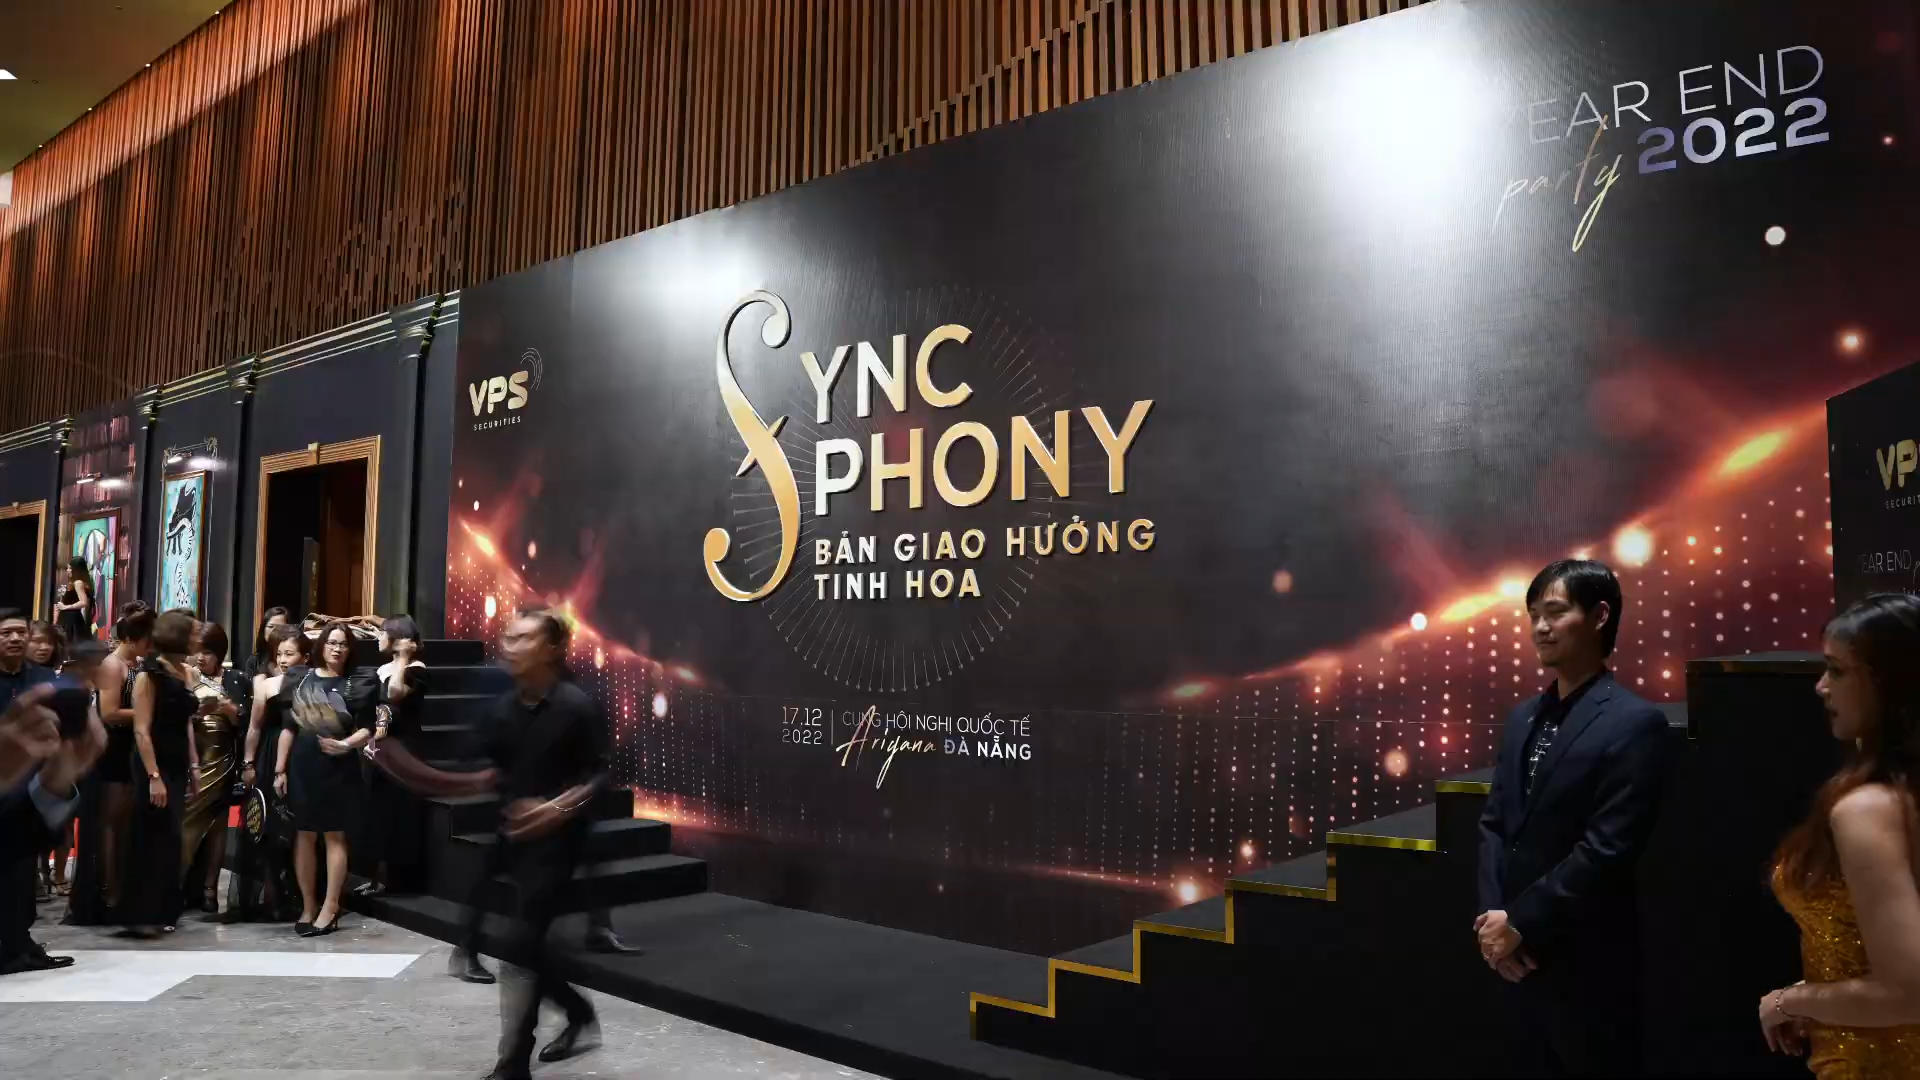 YEAR END
party 2022
VPS
SECURITIES
SYNC
PHONY
BẢN GIAO HƯỞNG
TINH HOA
17.12
2022
CUNG HỘI NGHỊ QUỐC TẾ
Ariyana ĐÀ NẴNG
VPS
SECURITIES
YEAR END